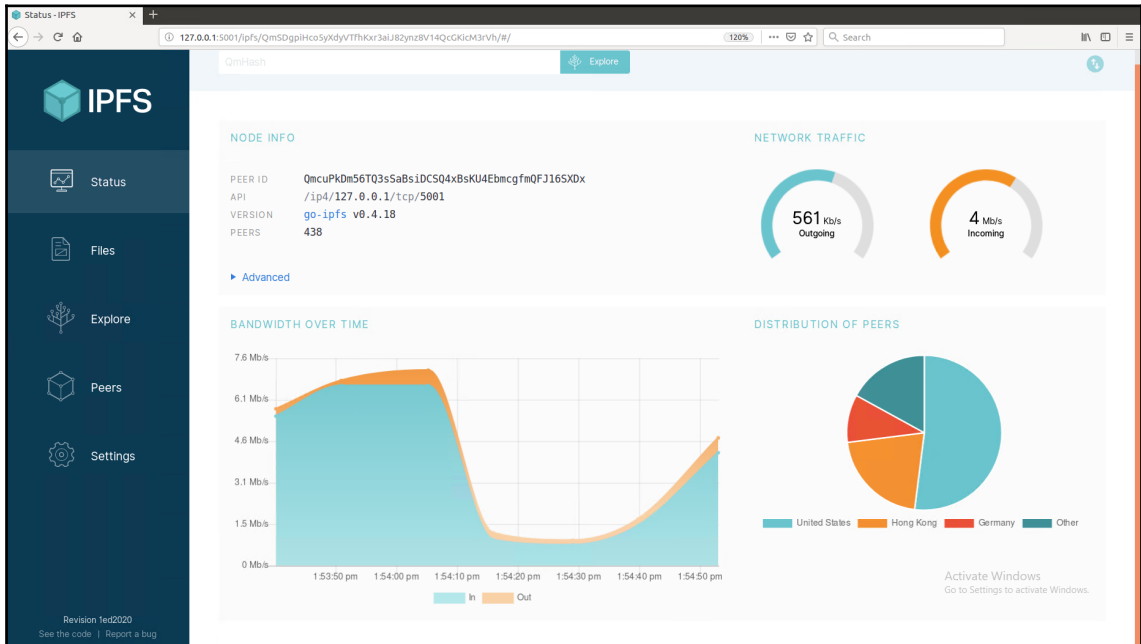 Status - IPFS
127.0.0.1:5001/ipfs/QmSDgpiHco5yXdyVTfhKxr3aiJ82ynz8V14QcGKicM3rVh/#/
120%
Search
QmHash
Explore
IPFS
Status
Files
Explore
Peers
Settings
Revision 1ed2020
See the code | Report a bug
NODE INFO
PEER ID QmcuPkDm56TQ3sSaBsiDCSQ4xBsKU4EbmcgfmQFJ16SXDx
API /ip4/127.0.0.1/tcp/5001
VERSION go-ipfs v0.4.18
PEERS 438
Advanced
NETWORK TRAFFIC
561 Kb/s
Outgoing
4 Mb/s
Incoming
BANDWIDTH OVER TIME
7.6 Mb/s
6.1 Mb/s
4.6 Mb/s
3.1 Mb/s
1.5 Mb/s
0 Mb/s
1:53:50 pm 1:54:00 pm 1:54:10 pm 1:54:20 pm 1:54:30 pm 1:54:40 pm 1:54:50 pm
In Out
DISTRIBUTION OF PEERS
United States Hong Kong Germany Other
Activate Windows
Go to Settings to activate Windows.